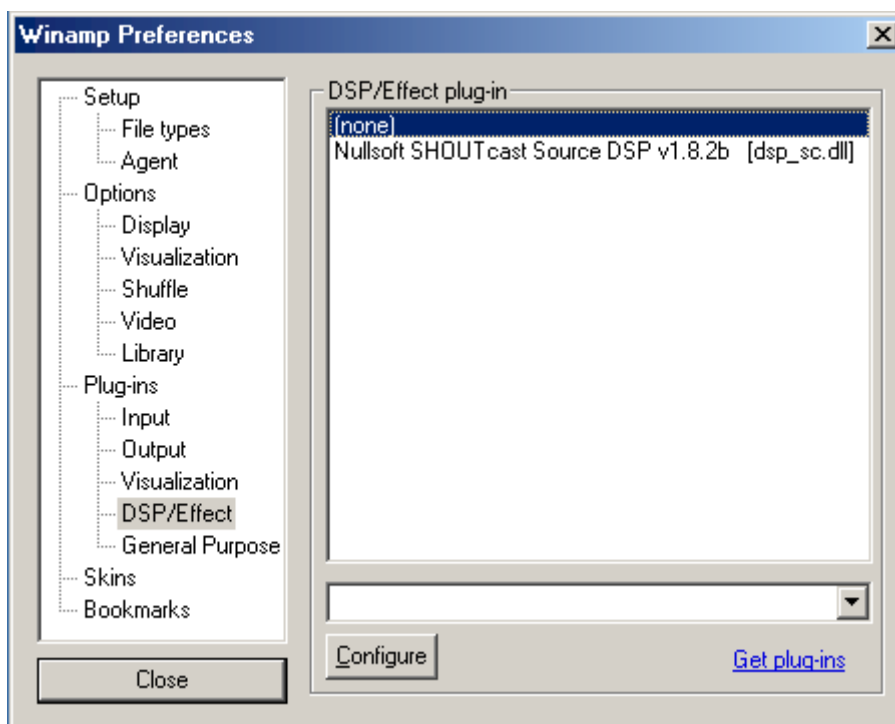 Winamp Preferences
Setup
File types
Agent
Options
Display
Visualization
Shuffle
Video
Library
Plug-ins
Input
Output
Visualization
DSP/Effect
General Purpose
Skins
Bookmarks
Close
DSP/Effect plug-in
(none)
Nullsoft SHOUTcast Source DSP v1.8.2b [dsp_sc.dll]
Configure
Get plug-ins